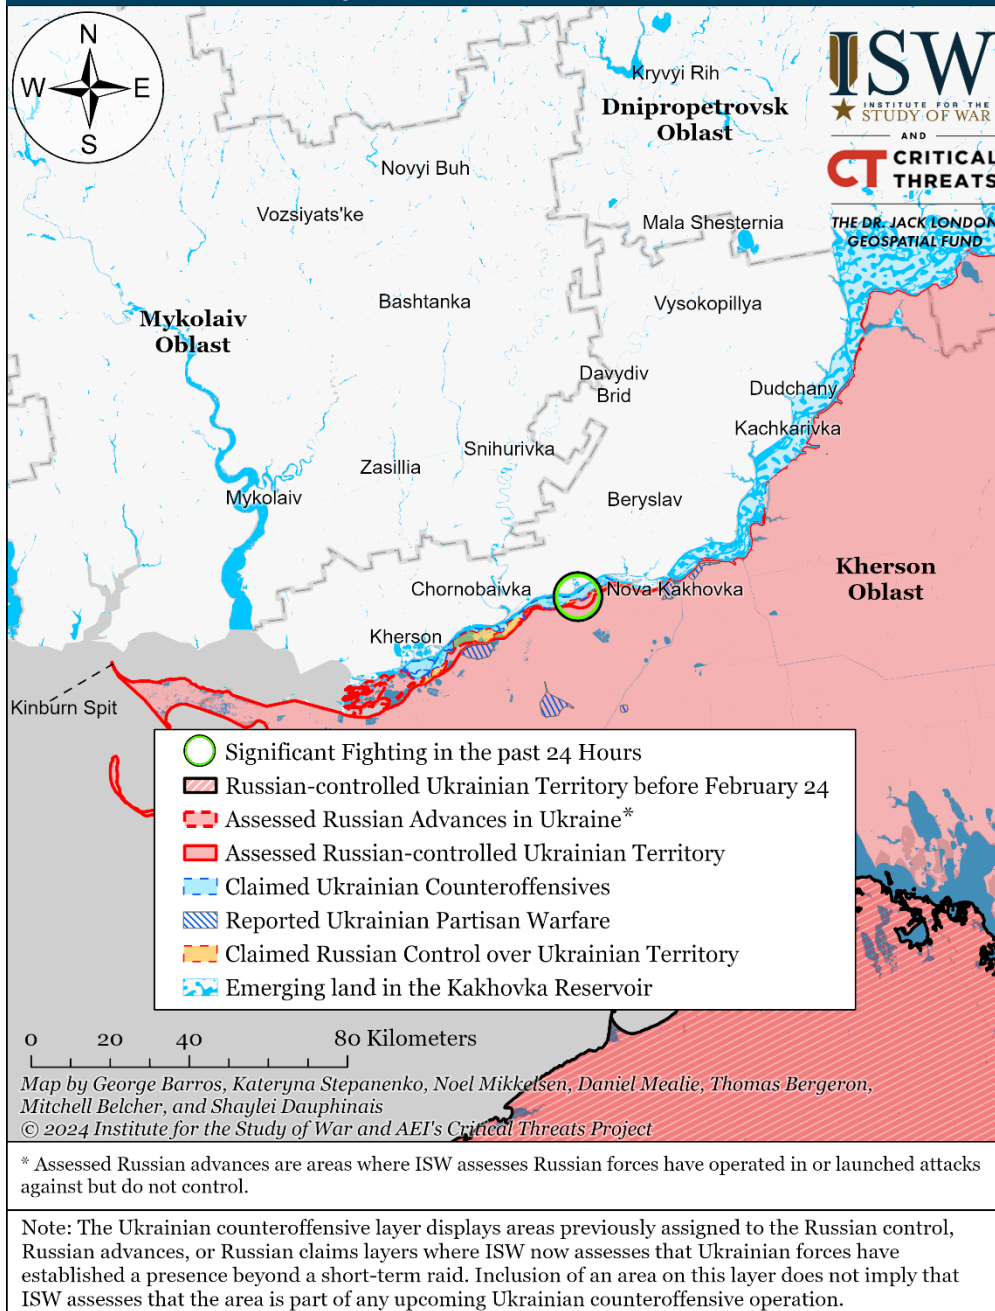 N
W
E
S
ISW
INSTITUTE FOR THE
STUDY OF WAR
AND
CT CRITICAL
THREATS
THE DR. JACK LONDON
GEOSPATIAL FUND
Kryvyi Rih
Dnipropetrovsk
Oblast
Novyi Buh
Vozsiyats'ke
Mala Shesternia
Bashtanka
Vysokopillya
Mykolaiv
Oblast
Davydiv
Brid
Dudchany
Kachkarivka
Snihurivka
Zasillia
Mykolaiv
Beryslav
Kherson
Oblast
Chornobaivka
Nova Kakhovka
Kherson
Kinburn Spit
Significant Fighting in the past 24 Hours
Russian-controlled Ukrainian Territory before February 24
Assessed Russian Advances in Ukraine*
Assessed Russian-controlled Ukrainian Territory
Claimed Ukrainian Counteroffensives
Reported Ukrainian Partisan Warfare
Claimed Russian Control over Ukrainian Territory
Emerging land in the Kakhovka Reservoir
0 20 40 80 Kilometers
Map by George Barros, Kateryna Stepanenko, Noel Mikkelsen, Daniel Mealie, Thomas Bergeron,
Mitchell Belcher, and Shaylei Dauphinais
© 2024 Institute for the Study of War and AEI's Critical Threats Project
* Assessed Russian advances are areas where ISW assesses Russian forces have operated in or launched attacks
against but do not control.
Note: The Ukrainian counteroffensive layer displays areas previously assigned to the Russian control,
Russian advances, or Russian claims layers where ISW now assesses that Ukrainian forces have
established a presence beyond a short-term raid. Inclusion of an area on this layer does not imply that
ISW assesses that the area is part of any upcoming Ukrainian counteroffensive operation.